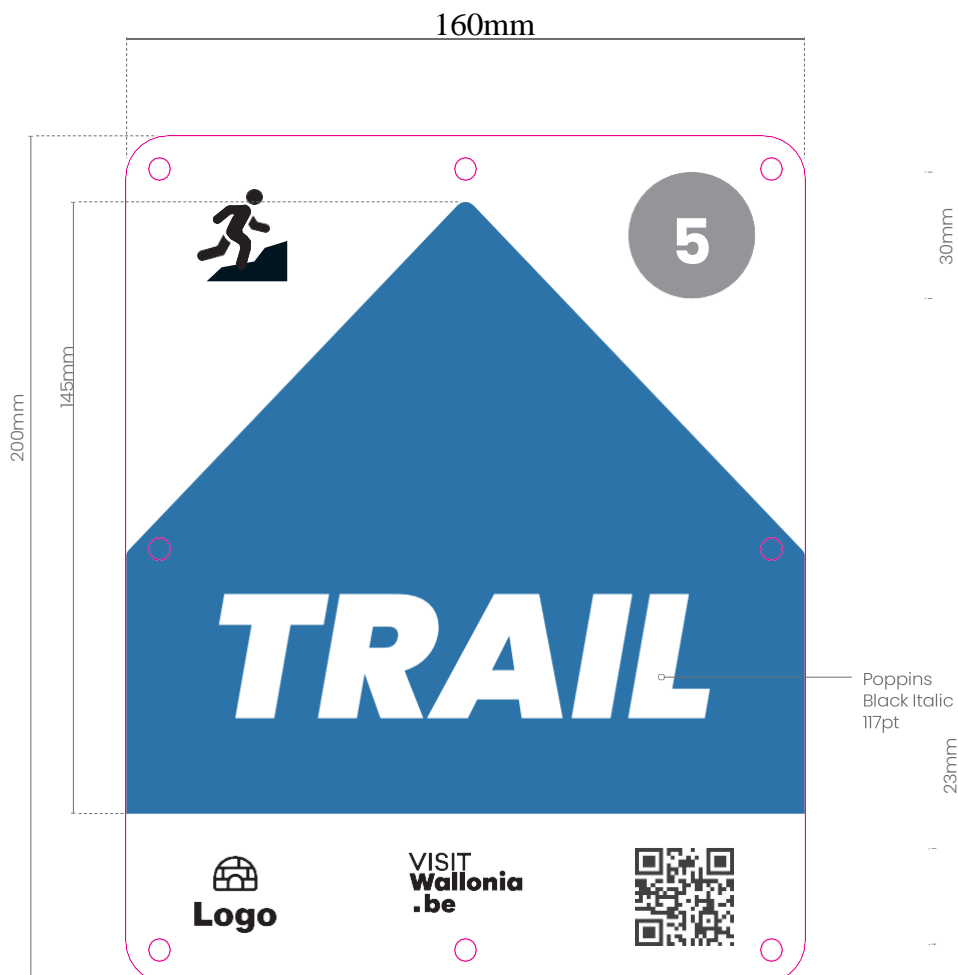 160mm
5
30mm
145mm
200mm
TRAIL
Poppins
Black Italic
117pt
23mm
Logo
VISIT
Wallonia
.be